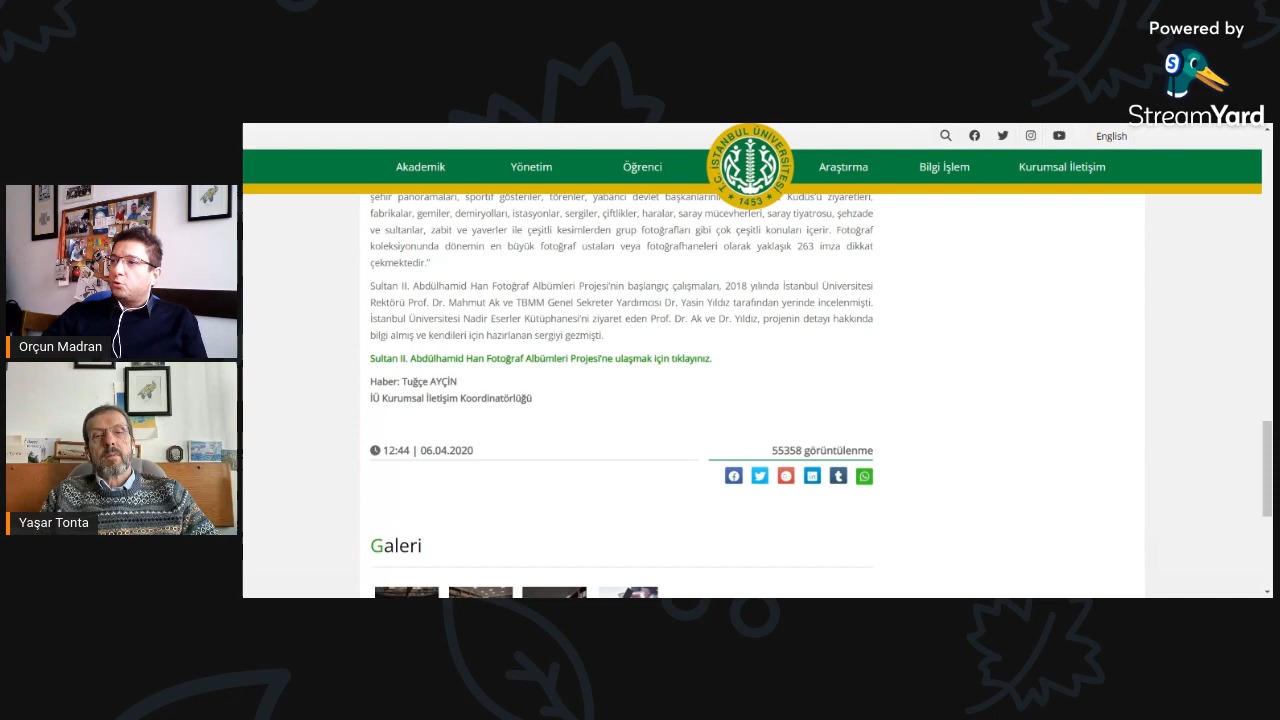 Powered by
S
StreamYard
English
T.C. İSTANBUL ÜNİVERSİTESİ
1453
Akademik
Yönetim
Öğrenci
Araştırma
Bilgi İşlem
Kurumsal İletişim
şehir panoramaları, sportif gösteriler, törenler, yabancı devlet başkanlarının Kudüs'ü ziyaretleri,
fabrikalar, gemiler, demiryolları, istasyonlar, sergiler, çiftlikler, haralar, saray mücevherleri, saray tiyatrosu, şehzade
ve sultanlar, zabit ve yaverler ile çeşitli kesimlerden grup fotoğrafları gibi çok çeşitli konuları içerir. Fotoğraf
koleksiyonunda dönemin en büyük fotoğraf ustaları veya fotoğrafhaneleri olarak yaklaşık 263 imza dikkat
çekmektedir."
Sultan II. Abdülhamid Han Fotoğraf Albümleri Projesi'nin başlangıç çalışmaları, 2018 yılında İstanbul Üniversitesi
Rektörü Prof. Dr. Mahmut Ak ve TBMM Genel Sekreter Yardımcısı Dr. Yasin Yıldız tarafından yerinde incelenmişti.
İstanbul Üniversitesi Nadir Eserler Kütüphanesi'ni ziyaret eden Prof. Dr. Ak ve Dr. Yıldız, projenin detayı hakkında
bilgi almış ve kendileri için hazırlanan sergiyi gezmişti.
Sultan II. Abdülhamid Han Fotoğraf Albümleri Projesi'ne ulaşmak için tıklayınız.
Haber: Tuğçe AYÇİN
İÜ Kurumsal İletişim Koordinatörlüğü
12:44 | 06.04.2020
55358 görüntülenme
Galeri
Orçun Madran
Yaşar Tonta